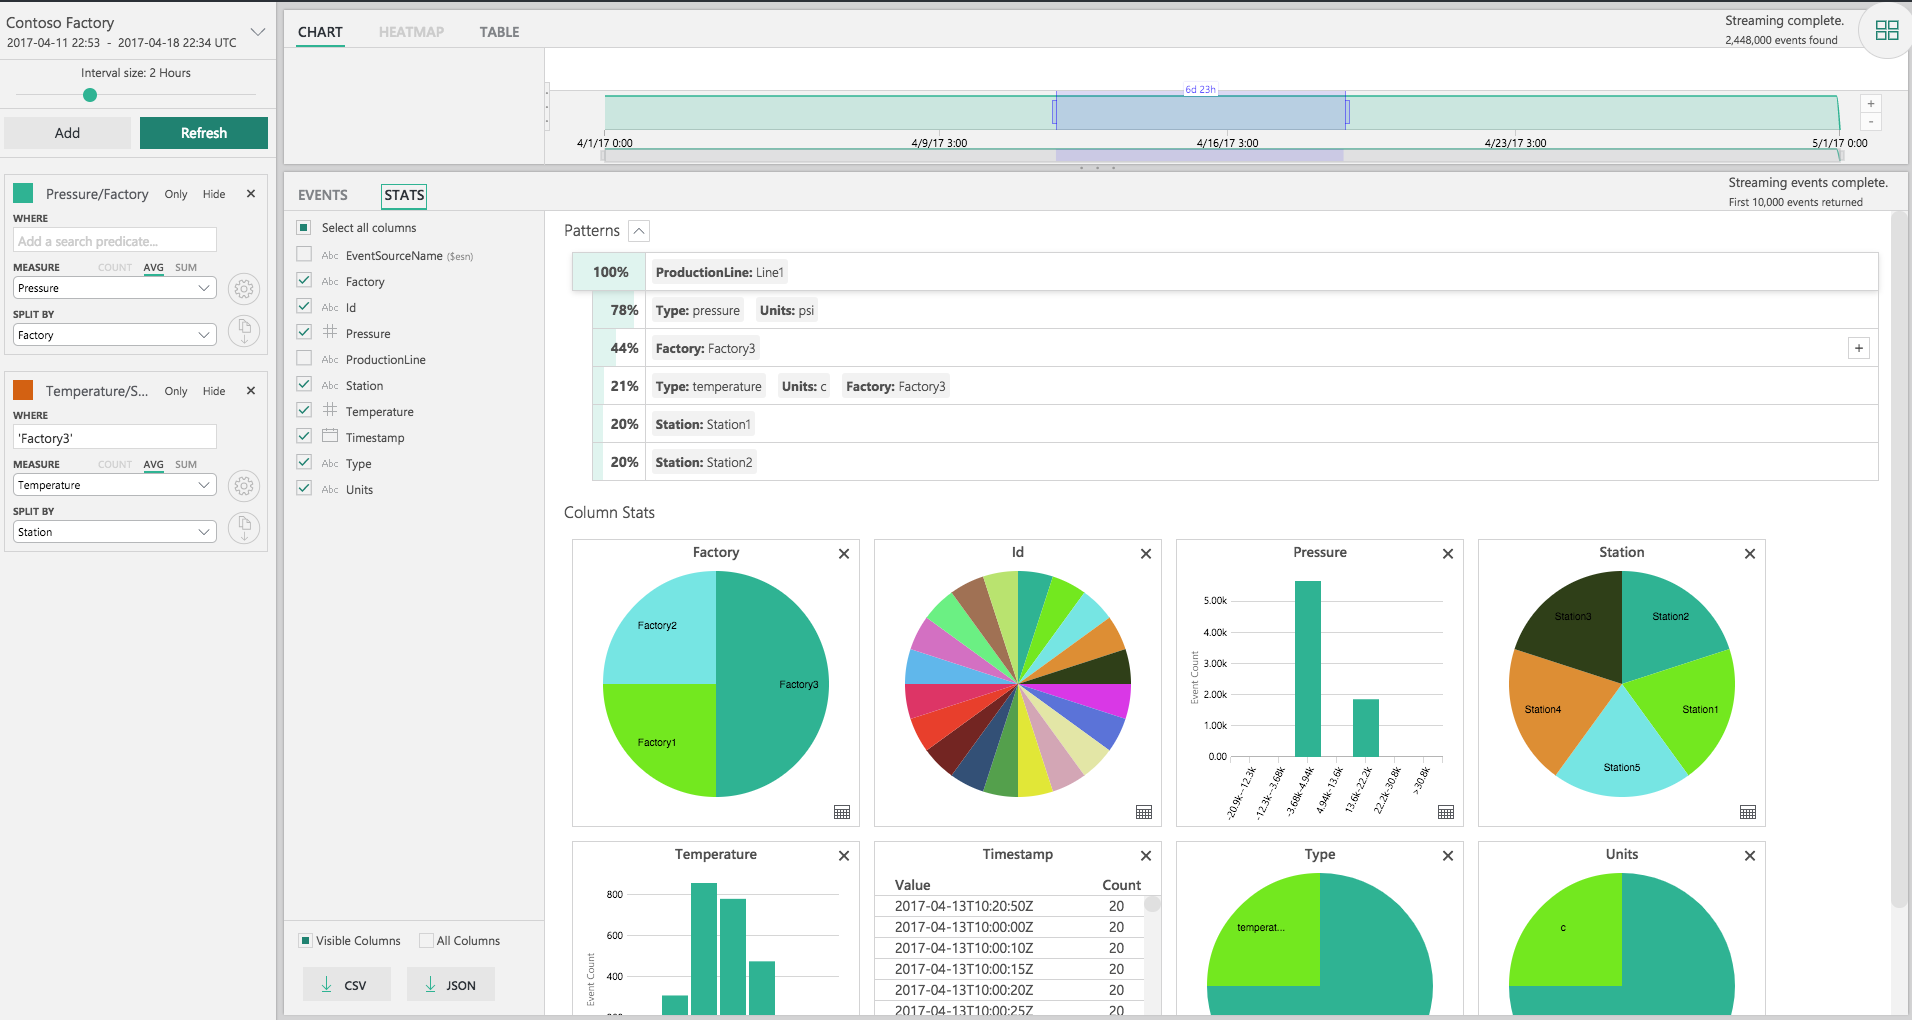 Contoso Factory
2017-04-11 22:53 - 2017-04-18 22:34 UTC
Interval size: 2 Hours
Add
Refresh
Pressure/Factory Only Hide
WHERE
Add a search predicate...
MEASURE COUNT AVG SUM
Pressure
SPLIT BY
Factory
Temperature/S... Only Hide
WHERE
'Factory3'
MEASURE COUNT AVG SUM
Temperature
SPLIT BY
Station
CHART HEATMAP TABLE
Streaming complete.
2,448,000 events found
6d 23h
+
-
4/1/17 0:00 4/9/17 3:00 4/16/17 3:00 4/23/17 3:00 5/1/17 0:00
EVENTS STATS
Streaming events complete.
First 10,000 events returned
Select all columns
Abc EventSourceName ($esn)
Abc Factory
Abc Id
Pressure
Abc ProductionLine
Abc Station
Temperature
Timestamp
Abc Type
Abc Units
Visible Columns All Columns
CSV JSON
Patterns
100% ProductionLine: Line1
78% Type: pressure Units: psi
44% Factory: Factory3 +
21% Type: temperature Units: c Factory: Factory3
20% Station: Station1
20% Station: Station2
Column Stats
Factory
Factory2
Factory3
Factory1
Id
Pressure
Event Count
5.00k
4.00k
3.00k
2.00k
1.00k
0.00
-20.9k--12.3k
-12.3k--3.68k
-3.68k-4.94k
4.94k-13.6k
13.6k-22.2k
22.2k-30.8k
>30.8k
Station
Station3 Station2
Station4 Station1
Station5
Temperature
Event Count
800
600
400
Timestamp
Value Count
2017-04-13T10:20:50Z 20
2017-04-13T10:00:00Z 20
2017-04-13T10:00:10Z 20
2017-04-13T10:00:15Z 20
2017-04-13T10:00:20Z 20
2017-04-13T10:00:25Z 20
Type
temperat...
Units
c